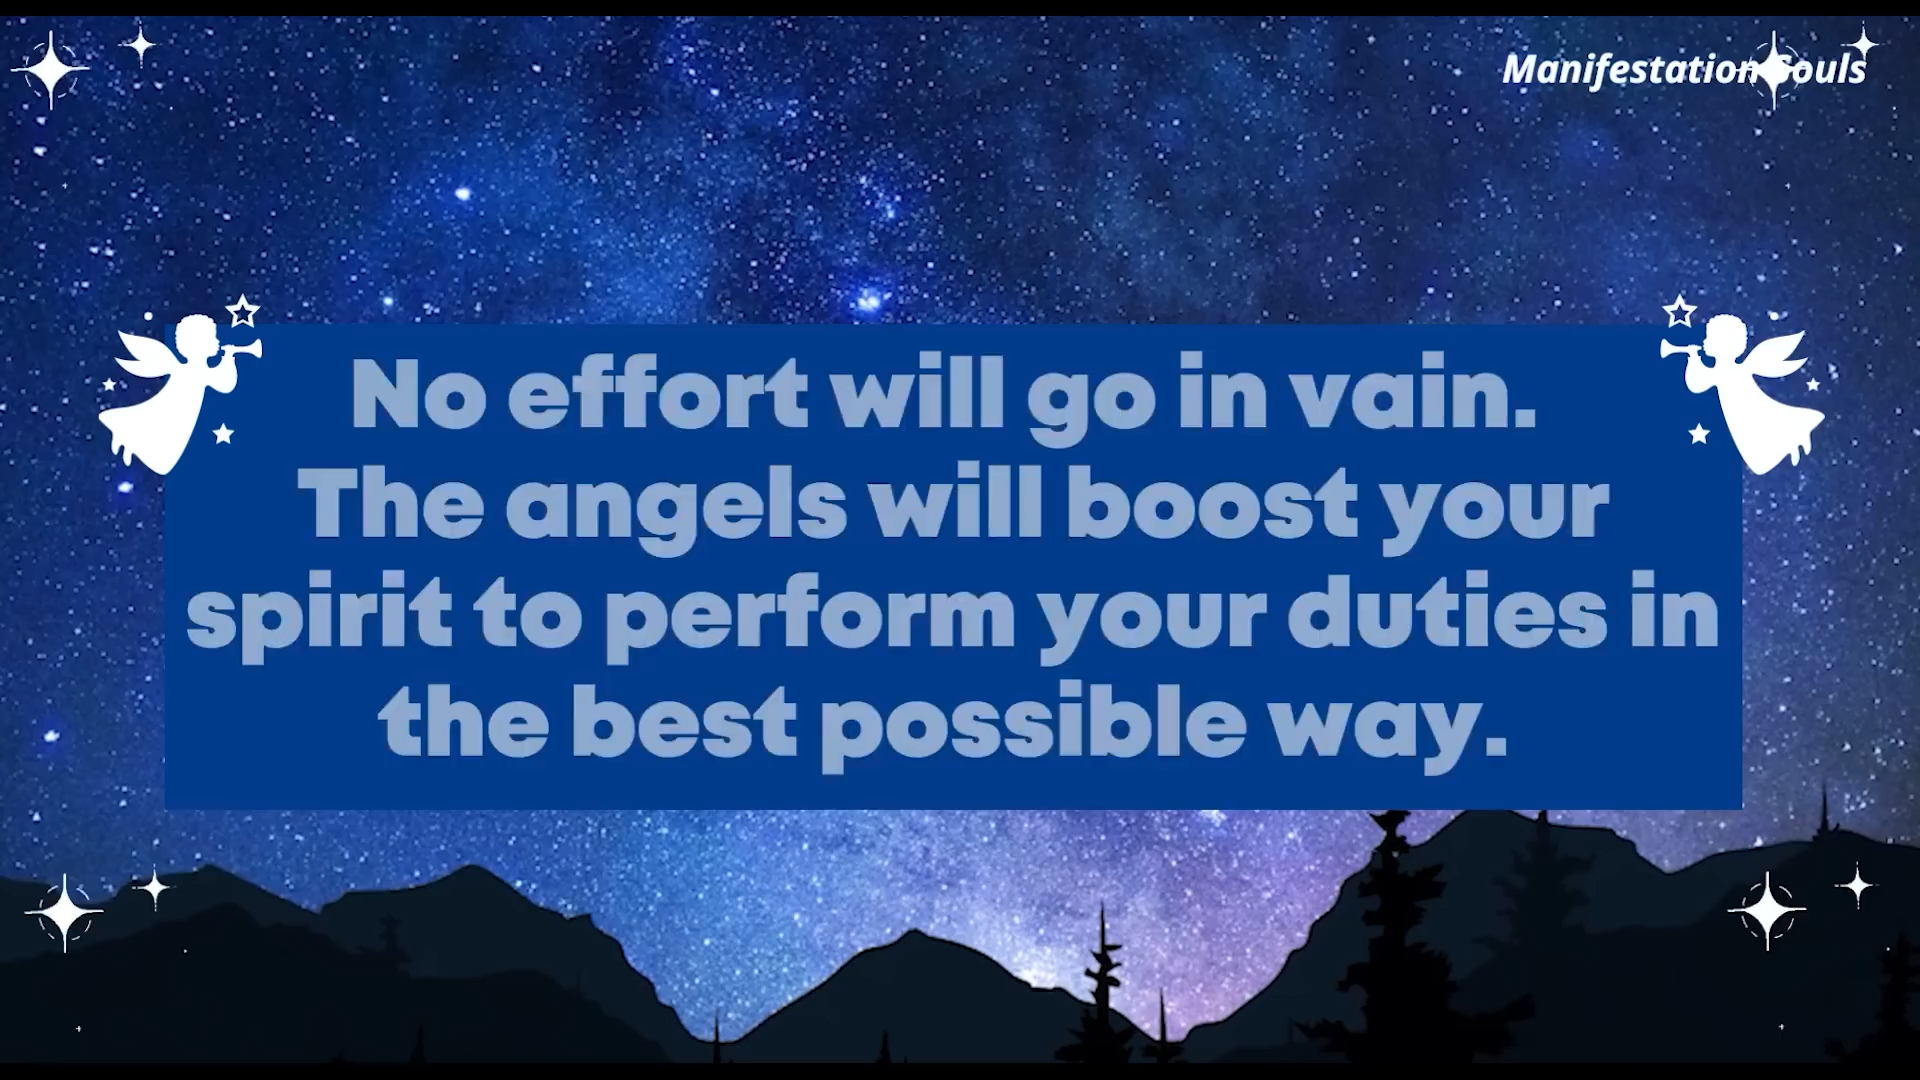 Manifestation Souls
No effort will go in vain.
The angels will boost your
spirit to perform your duties in
the best possible way.